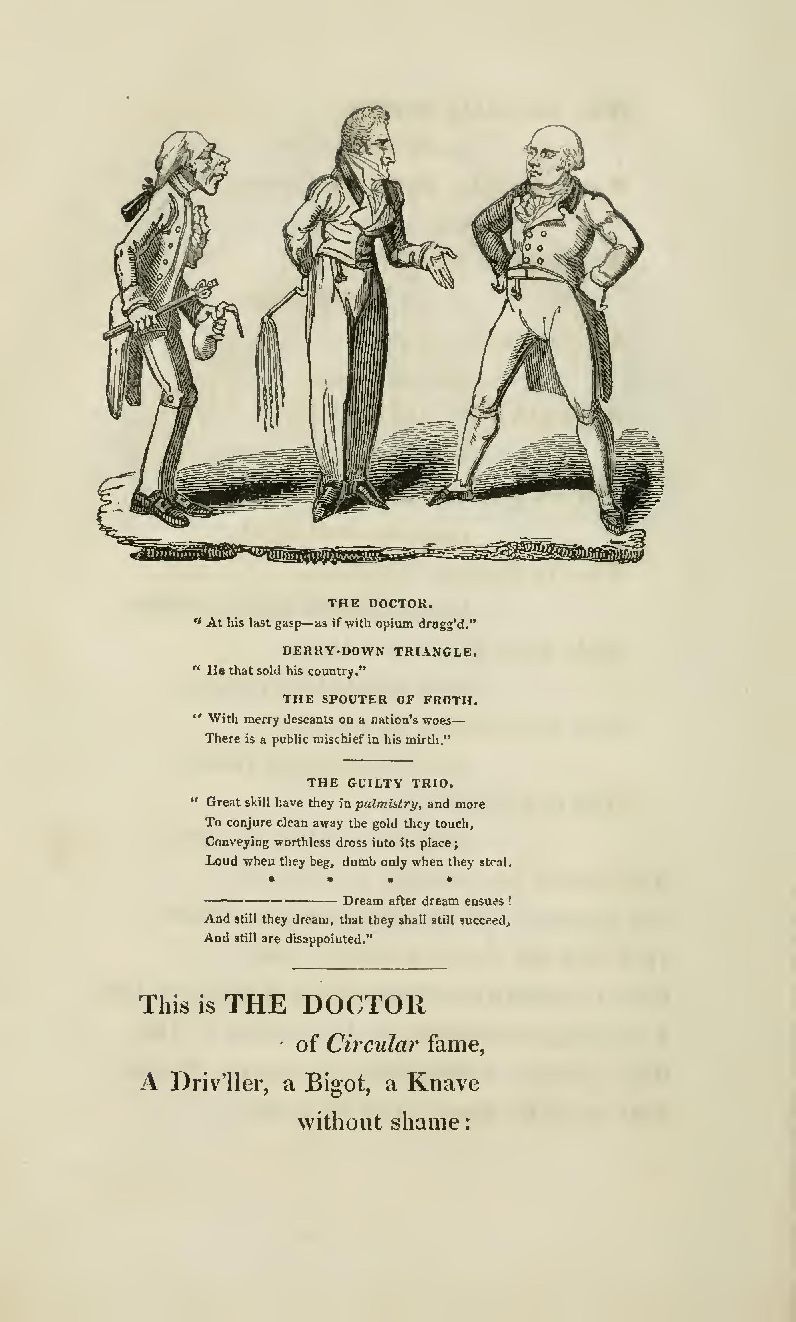 THE DOCTOR.
"At his last gasp—as if with opium drugg'd."
DERRY-DOWN TRIANGLE.
"He that sold his country."
THE SPOUTER OF FROTH.
"With merry descants on a nation's woes—
There is a public mischief in his mirth."
THE GUILTY TRIO.
"Great skill have they in palmistry, and more
To conjure clean away the gold they touch,
Conveying worthless dross into its place;
Loud when they beg, dumb only when they steal.
* * * *
—— —— Dream after dream ensues!
And still they dream, that they shall still succeed,
And still are disappointed."
This is THE DOCTOR
of Circular fame,
A Driv'ller, a Bigot, a Knave
without shame: